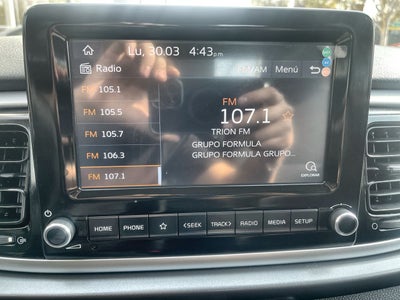 Lu, 30.03 4:43pm
Radio FM/AM Menú
FM 105.1
FM 105.5
FM 105.7
FM 106.3
FM 107.1
FM
107.1
TRION FM
GRUPO FORMULA
GRUPO FORMULA GRUPO...
EXPLORAR
HOME PHONE <SEEK TRACK> RADIO MEDIA SETUP